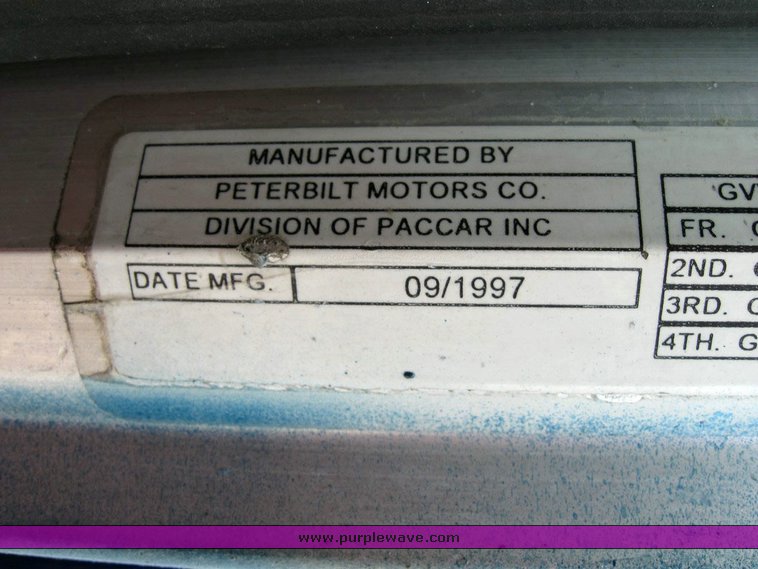 MANUFACTURED BY
PETERBILT MOTORS CO.
DIVISION OF PACCAR INC
DATE MFG. 09/1997
GV
FR.
2ND.
3RD.
4TH. G
www.purplewave.com